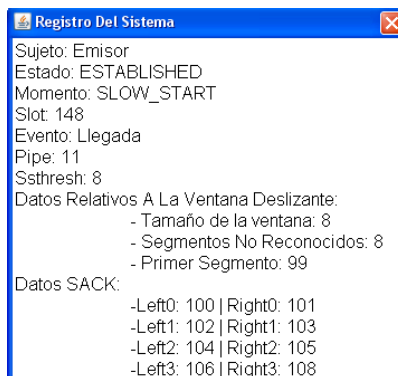 Registro Del Sistema
Sujeto: Emisor
Estado: ESTABLISHED
Momento: SLOW_START
Slot: 148
Evento: Llegada
Pipe: 11
Ssthresh: 8
Datos Relativos A La Ventana Deslizante:
- Tamaño de la ventana: 8
- Segmentos No Reconocidos: 8
- Primer Segmento: 99
Datos SACK:
-Left0: 100 | Right0: 101
-Left1: 102 | Right1: 103
-Left2: 104 | Right2: 105
-Left3: 106 | Right3: 108